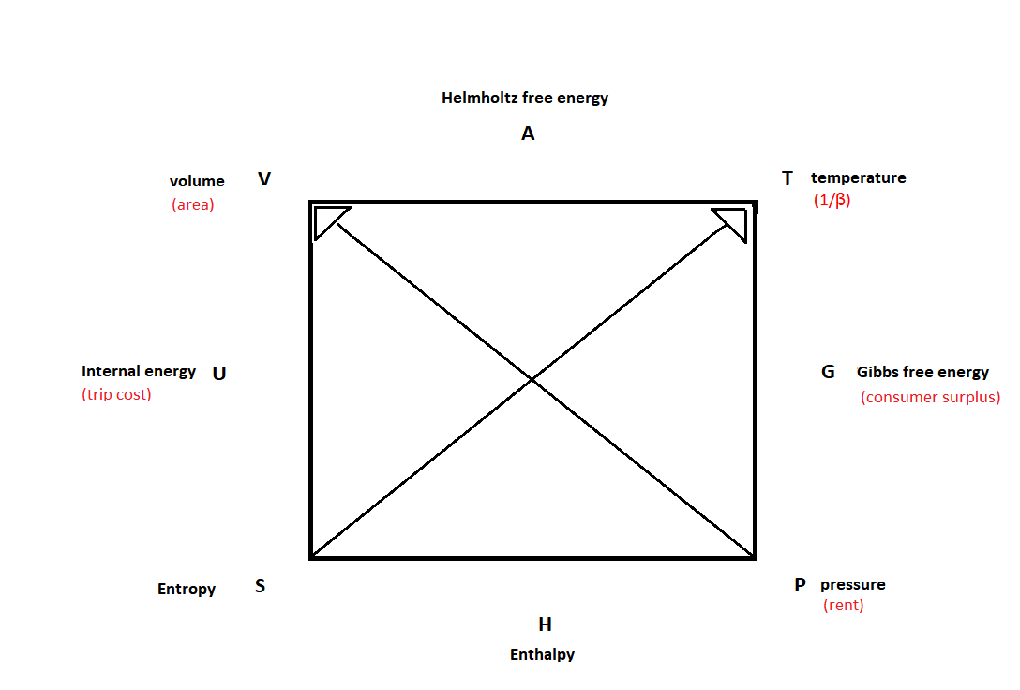 Helmholtz free energy
A
volume V
(area)
T temperature
(1/β)
Internal energy U
(trip cost)
G Gibbs free energy
(consumer surplus)
Entropy S
P pressure
(rent)
H
Enthalpy